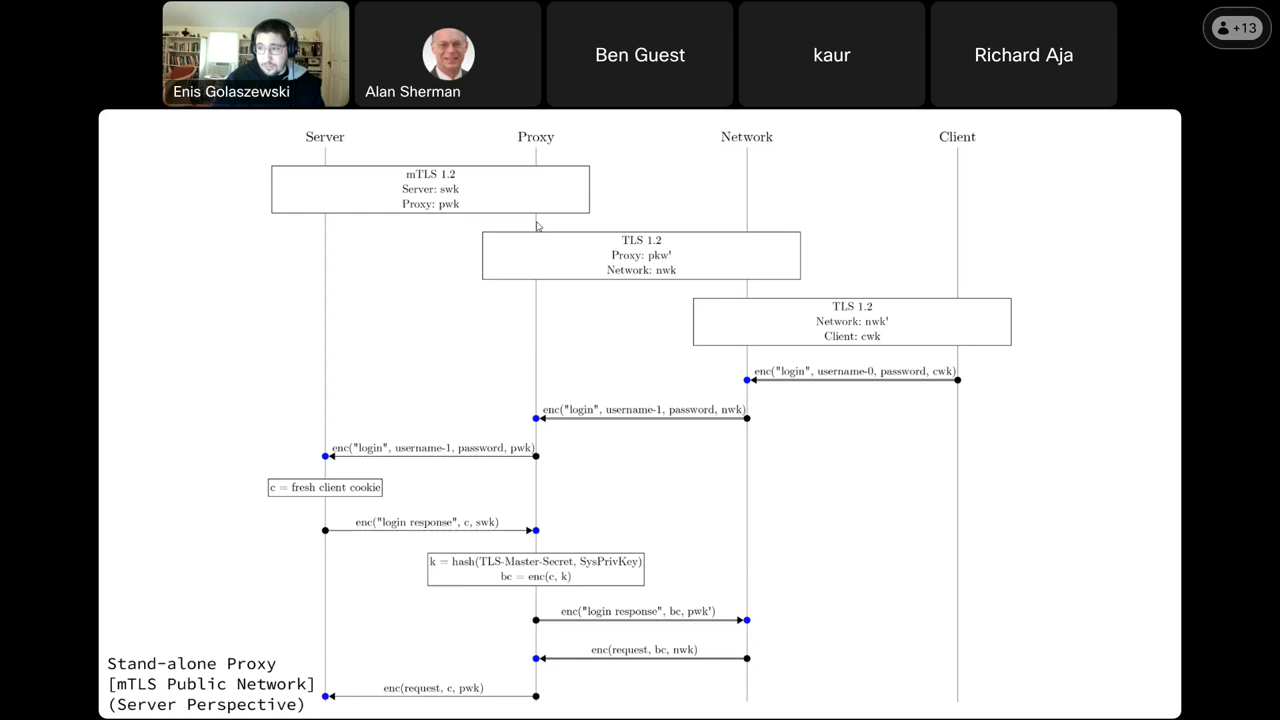 +13
Enis Golaszewski
Alan Sherman
Ben Guest
kaur
Richard Aja
Server
Proxy
Network
Client
mTLS 1.2
Server: swk
Proxy: pwk
TLS 1.2
Proxy: pkw'
Network: nwk
TLS 1.2
Network: nwk'
Client: cwk
enc("login", username-0, password, cwk)
enc("login", username-1, password, nwk)
enc("login", username-1, password, pwk)
c = fresh client cookie
enc("login response", c, swk)
k = hash(TLS-Master-Secret, SysPrivKey)
bc = enc(c, k)
enc("login response", bc, pwk')
enc(request, bc, nwk)
enc(request, c, pwk)
Stand-alone Proxy
[mTLS Public Network]
(Server Perspective)